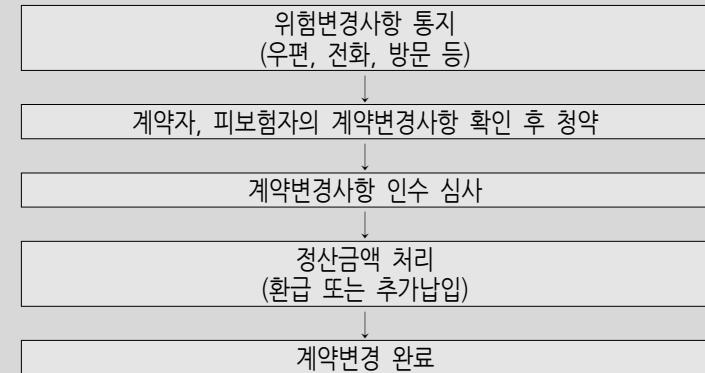 위험변경사항 통지
(우편, 전화, 방문 등)
↓
계약자, 피보험자의 계약변경사항 확인 후 청약
↓
계약변경사항 인수 심사
↓
정산금액 처리
(환급 또는 추가납입)
↓
계약변경 완료